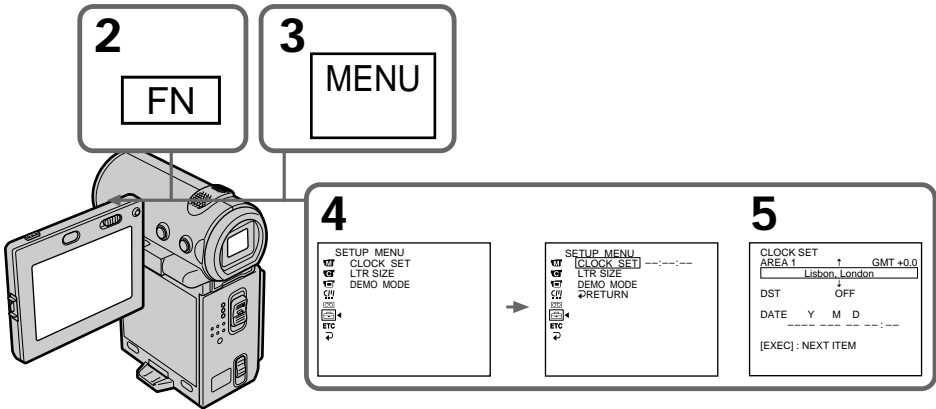 2
FN
3
MENU
4
SETUP MENU
CLOCK SET
LTR SIZE
DEMO MODE
ETC
SETUP MENU
CLOCK SET --:--:--
LTR SIZE
DEMO MODE
RETURN
ETC
5
CLOCK SET
AREA 1 ↑ GMT +0.0
Lisbon, London
↓
DST OFF
DATE Y M D
---- --- -- --:--
[EXEC] : NEXT ITEM